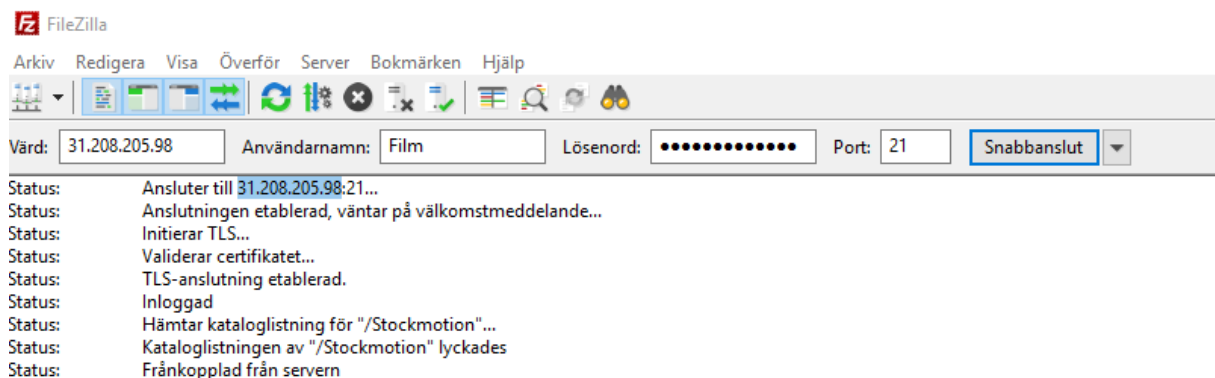 FileZilla
Arkiv Redigera Visa Överför Server Bokmärken Hjälp
Värd: 31.208.205.98 Användarnamn: Film Lösenord: ●●●●●●●●●●●●● Port: 21 Snabbanslut
Status: Ansluter till 31.208.205.98:21...
Status: Anslutningen etablerad, väntar på välkomstmeddelande...
Status: Initierar TLS...
Status: Validerar certifikatet...
Status: TLS-anslutning etablerad.
Status: Inloggad
Status: Hämtar kataloglistning för "/Stockmotion"...
Status: Kataloglistningen av "/Stockmotion" lyckades
Status: Frånkopplad från servern